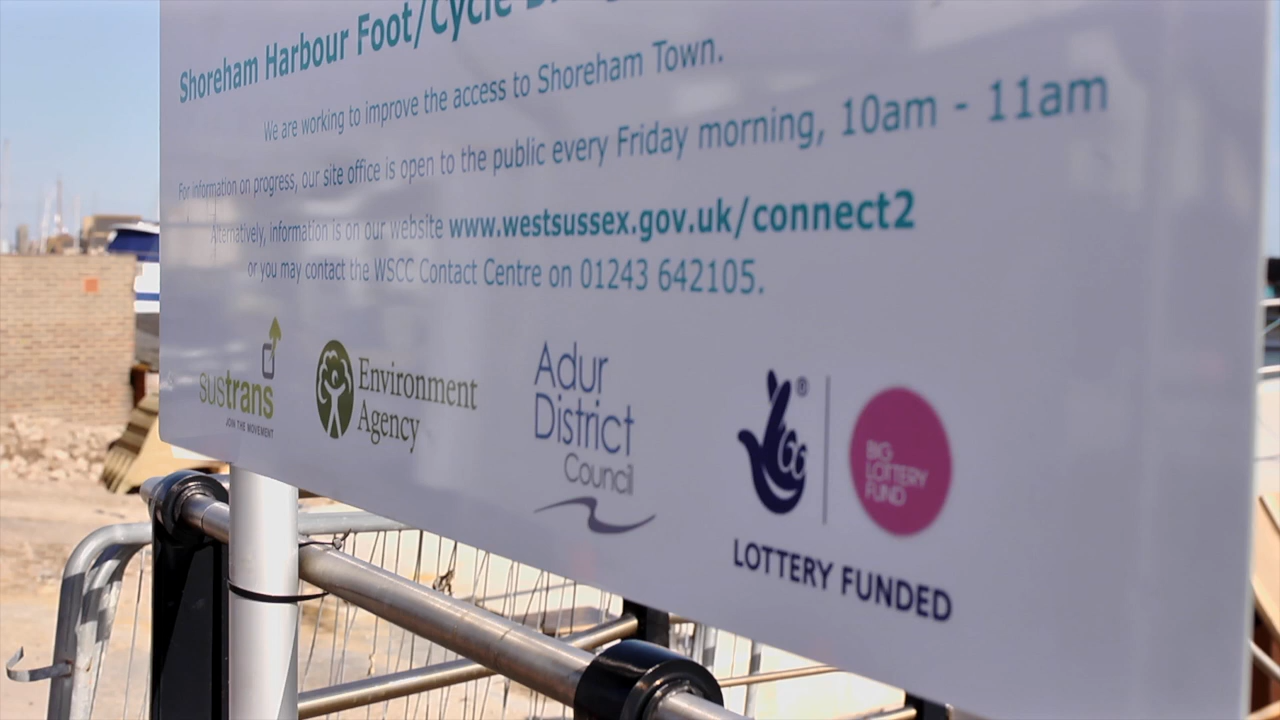 Shoreham Harbour Foot/Cycle
We are working to improve the access to Shoreham Town.
For information on progress, our site office is open to the public every Friday morning, 10am - 11am
Alternatively, information is on our website www.westsussex.gov.uk/connect2
or you may contact the WSCC Contact Centre on 01243 642105.
sustrans
JOIN THE MOVEMENT
Environment
Agency
Adur
District
Council
®
BIG
LOTTERY
FUND
LOTTERY FUNDED